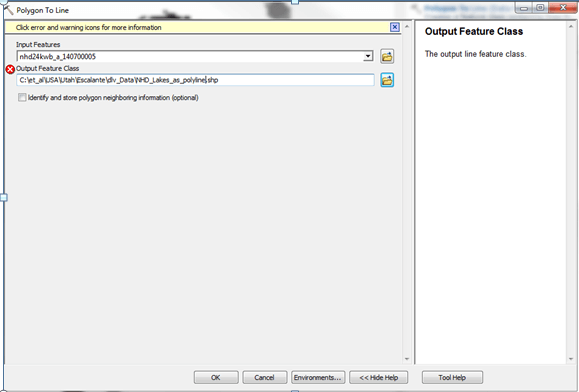 Polygon To Line
Click error and warning icons for more information
Input Features
nhd24kwb_a_140700005
Output Feature Class
C:\et_al\USA\Utah\Escalante\dlv_Data\NHD_Lakes_as_polyline.shp
Identify and store polygon neighboring information (optional)
OK
Cancel
Environments...
<< Hide Help
Output Feature Class
The output line feature class.
Tool Help